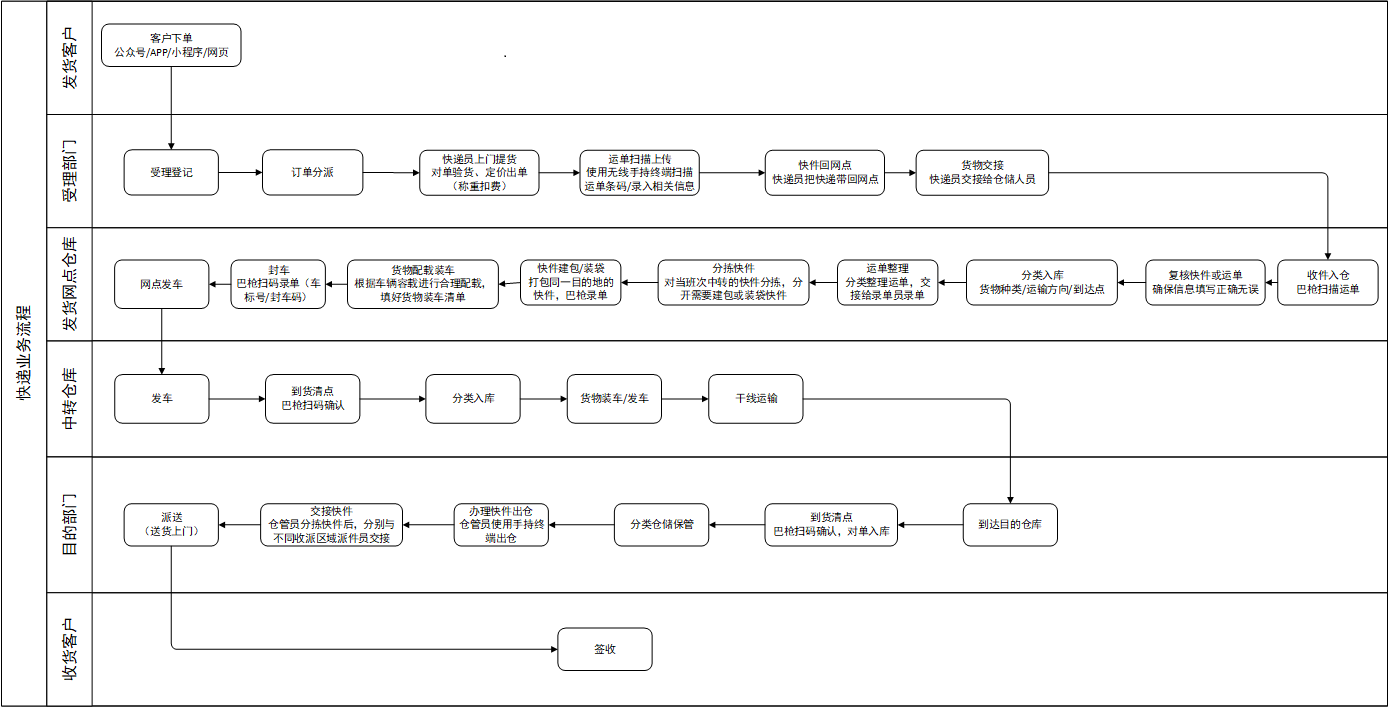 快递业务流程
发货客户
客户下单
公众号/APP/小程序/网页
受理部门
受理登记
订单分派
快递员上门提货
对单验货、定价出单
（称重扣费）
运单扫描上传
使用无线手持终端扫描
运单条码/录入相关信息
快件回网点
快递员把快递带回网点
货物交接
快递员交接给仓储人员
发货网点仓库
网点发车
封车
巴枪扫码录单（车
标号/封车码）
货物配载装车
根据车辆容载进行合理配载，
填好货物装车清单
快件建包/装袋
打包同一目的地的
快件，巴枪录单
分拣快件
对当班次中转的快件分拣，分
开需要建包或装袋快件
运单整理
分类整理运单，交
接给录单员录单
分类入库
货物种类/运输方向/到达点
复核快件或运单
确保信息填写正确无误
收件入仓
巴枪扫描运单
中转仓库
发车
到货清点
巴枪扫码确认
分类入库
货物装车/发车
干线运输
目的部门
派送
（送货上门）
交接快件
仓管员分拣快件后，分别与
不同收派区域派件员交接
办理快件出仓
仓管员使用手持终
端出仓
分类仓储保管
到货清点
巴枪扫码确认，对单入库
到达目的仓库
收货客户
签收